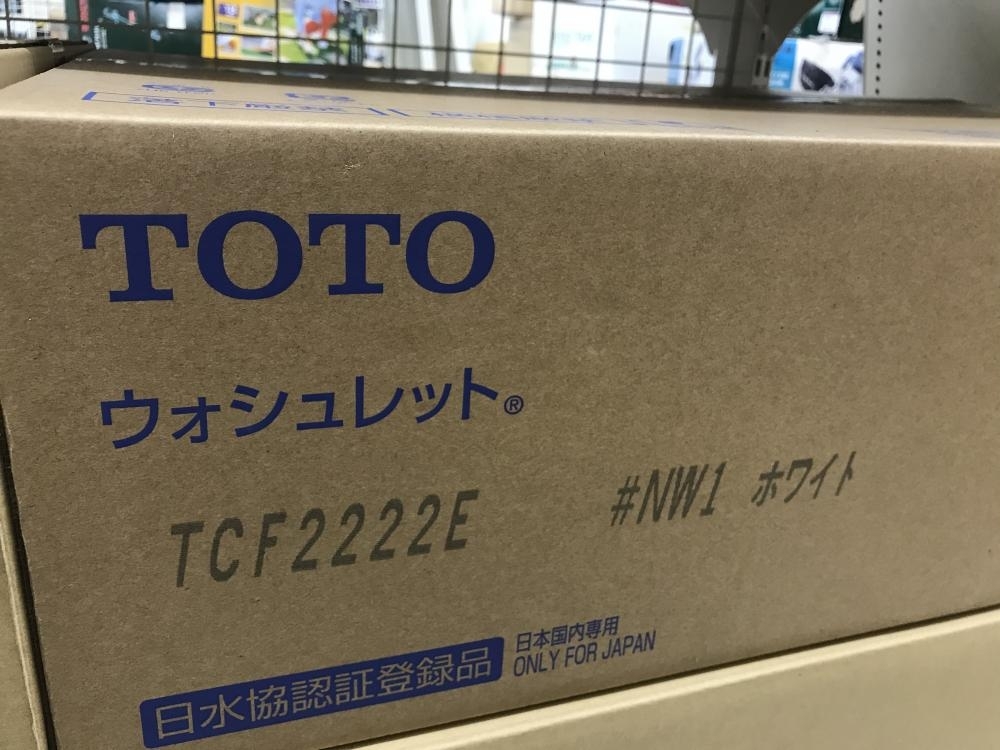 TOTO
ウォシュレット®
TCF2222E #NW1 ホワイト
日水協認証登録品
日本国内専用
ONLY FOR JAPAN